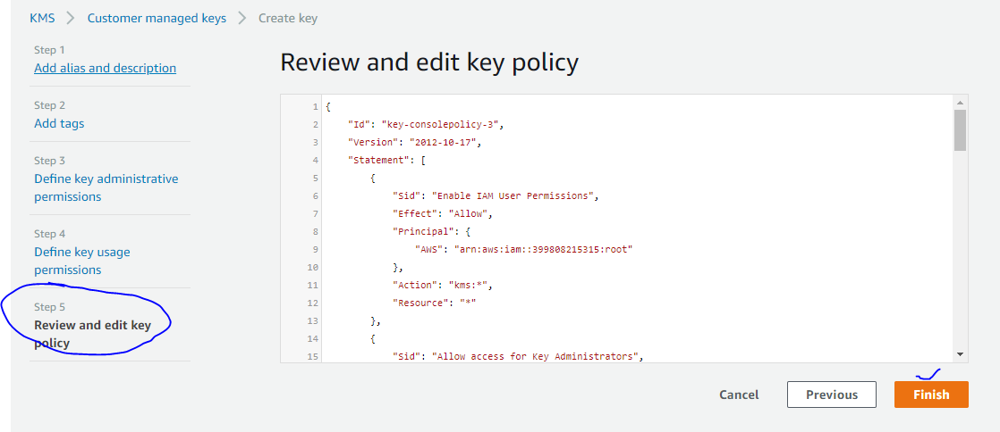 KMS > Customer managed keys > Create key
Step 1
Add alias and description
Step 2
Add tags
Step 3
Define key administrative
permissions
Step 4
Define key usage
permissions
Step 5
Review and edit key
policy
Review and edit key policy
1 {
2 "Id": "key-consolepolicy-3",
3 "Version": "2012-10-17",
4 "Statement": [
5 {
6 "Sid": "Enable IAM User Permissions",
7 "Effect": "Allow",
8 "Principal": {
9 "AWS": "arn:aws:iam::399808215315:root"
10 },
11 "Action": "kms:*",
12 "Resource": "*"
13 },
14 {
15 "Sid": "Allow access for Key Administrators",
Cancel Previous Finish